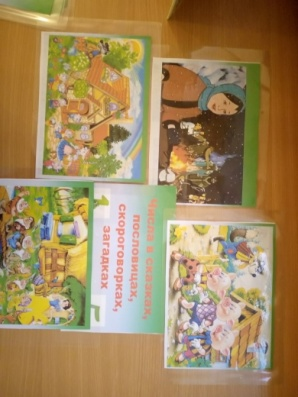 Числа в сказках,
пословицах,
скороговорках,
загадках